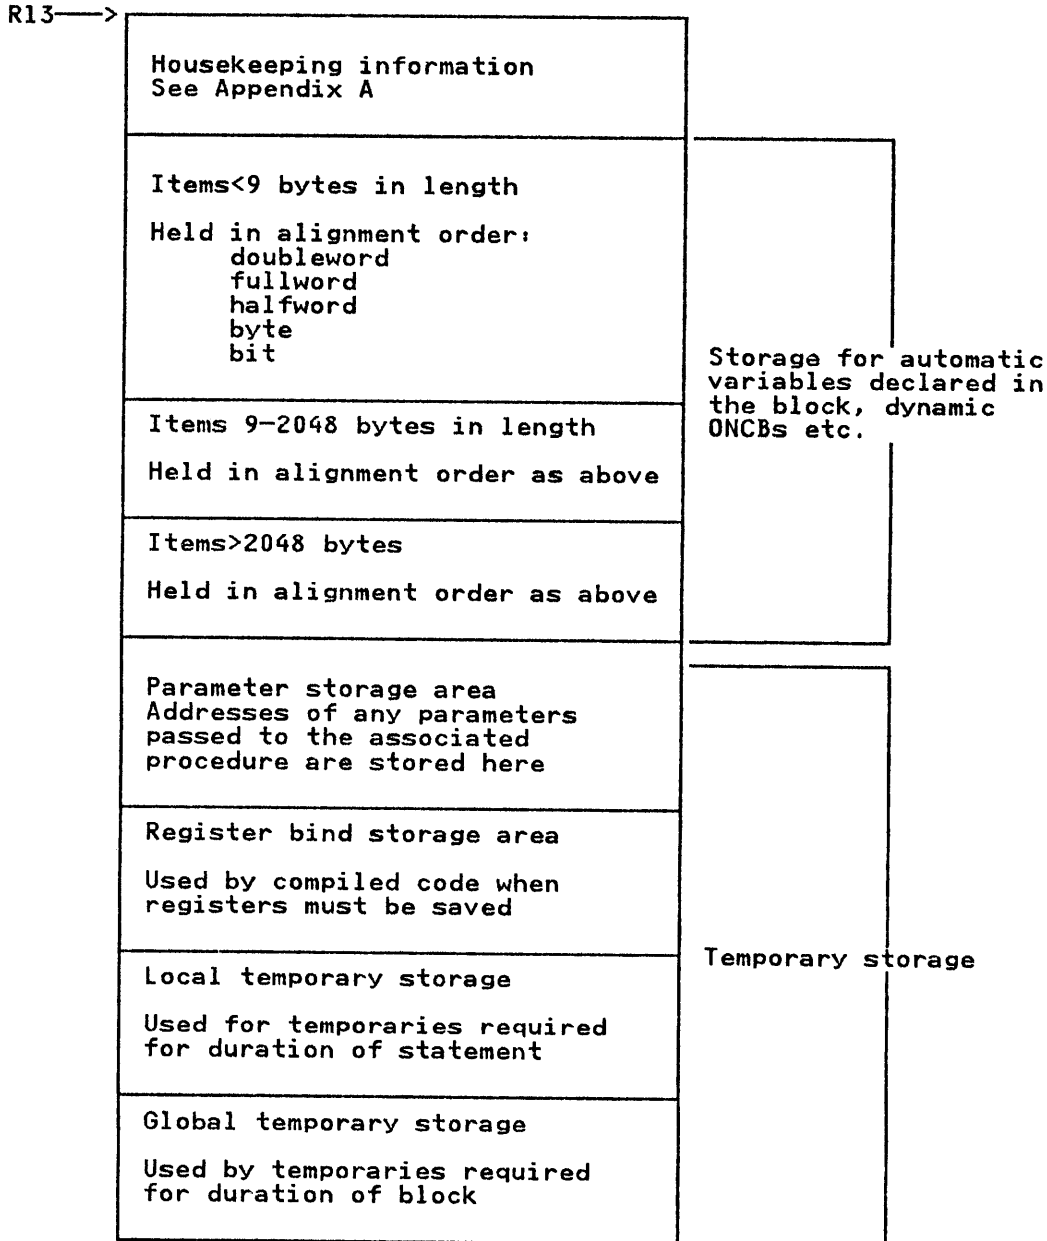 R13——>
Housekeeping information
See Appendix A
Items<9 bytes in length
Held in alignment order:
doubleword
fullword
halfword
byte
bit
Storage for automatic
variables declared in
the block, dynamic
ONCBs etc.
Items 9-2048 bytes in length
Held in alignment order as above
Items>2048 bytes
Held in alignment order as above
Parameter storage area
Addresses of any parameters
passed to the associated
procedure are stored here
Register bind storage area
Used by compiled code when
registers must be saved
Temporary storage
Local temporary storage
Used for temporaries required
for duration of statement
Global temporary storage
Used by temporaries required
for duration of block